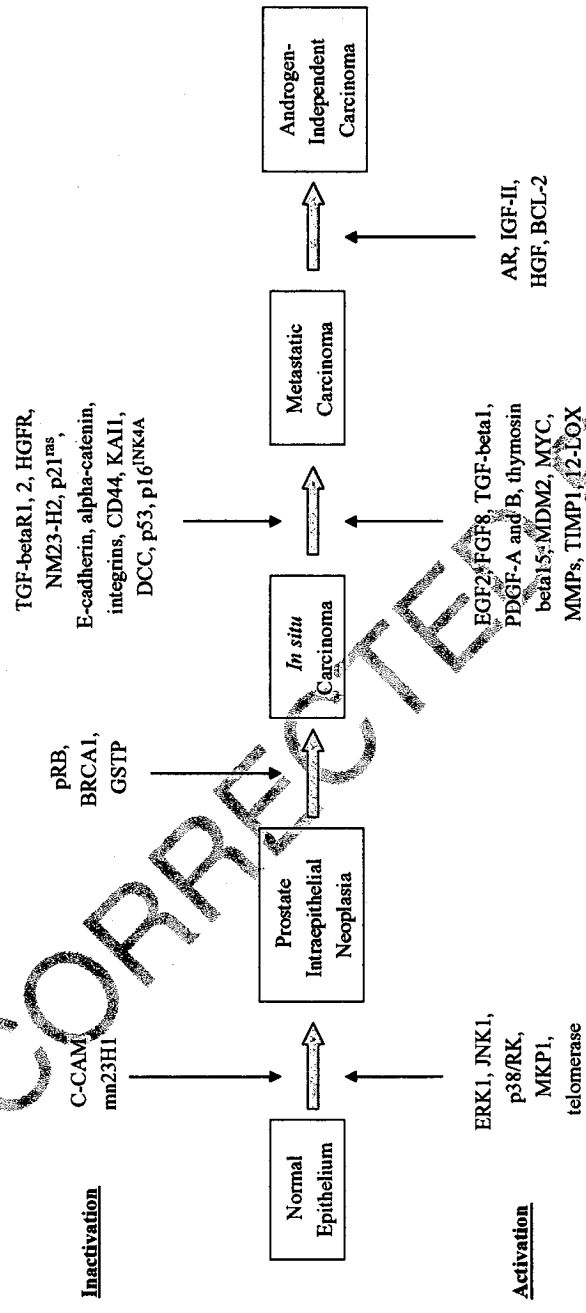 Inactivation
C-CAM
mn23H1
pRB,
BRCA1,
GSTP
TGF-betaR1, 2, HGFR,
NM23-H2, p21ras,
E-cadherin, alpha-catenin,
integrins, CD44, KAI1,
DCC, p53, p16INK4A
Normal
Epithelium
Prostate
Intraepithelial
Neoplasia
In situ
Carcinoma
Metastatic
Carcinoma
Androgen-
Independent
Carcinoma
Activation
ERK1, JNK1,
p38/RK,
MKP1,
telomerase
EGF2, FGF8, TGF-beta1,
PDGF-A and B, thymosin
beta15, MDM2, MYC,
MMPs, TIMP1, 12-LOX
AR, IGF-II,
HGF, BCL-2
CORRECTED